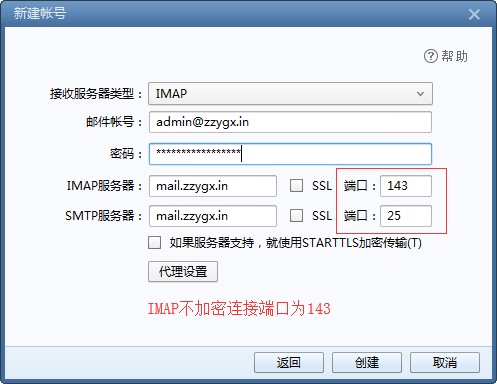 新建帐号
帮助
接收服务器类型： IMAP
邮件帐号： admin@zzygx.in
密码： *****************
IMAP服务器： mail.zzygx.in SSL 端口： 143
SMTP服务器： mail.zzygx.in SSL 端口： 25
如果服务器支持，就使用STARTTLS加密传输(T)
代理设置
IMAP不加密连接端口为143
返回 创建 取消